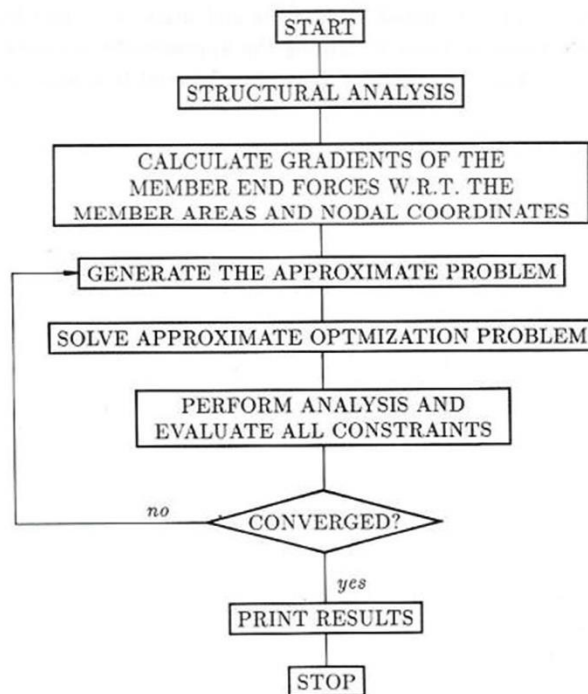 START
STRUCTURAL ANALYSIS
CALCULATE GRADIENTS OF THE
MEMBER END FORCES W.R.T. THE
MEMBER AREAS AND NODAL COORDINATES
GENERATE THE APPROXIMATE PROBLEM
SOLVE APPROXIMATE OPTMIZATION PROBLEM
PERFORM ANALYSIS AND
EVALUATE ALL CONSTRAINTS
no
CONVERGED?
yes
PRINT RESULTS
STOP